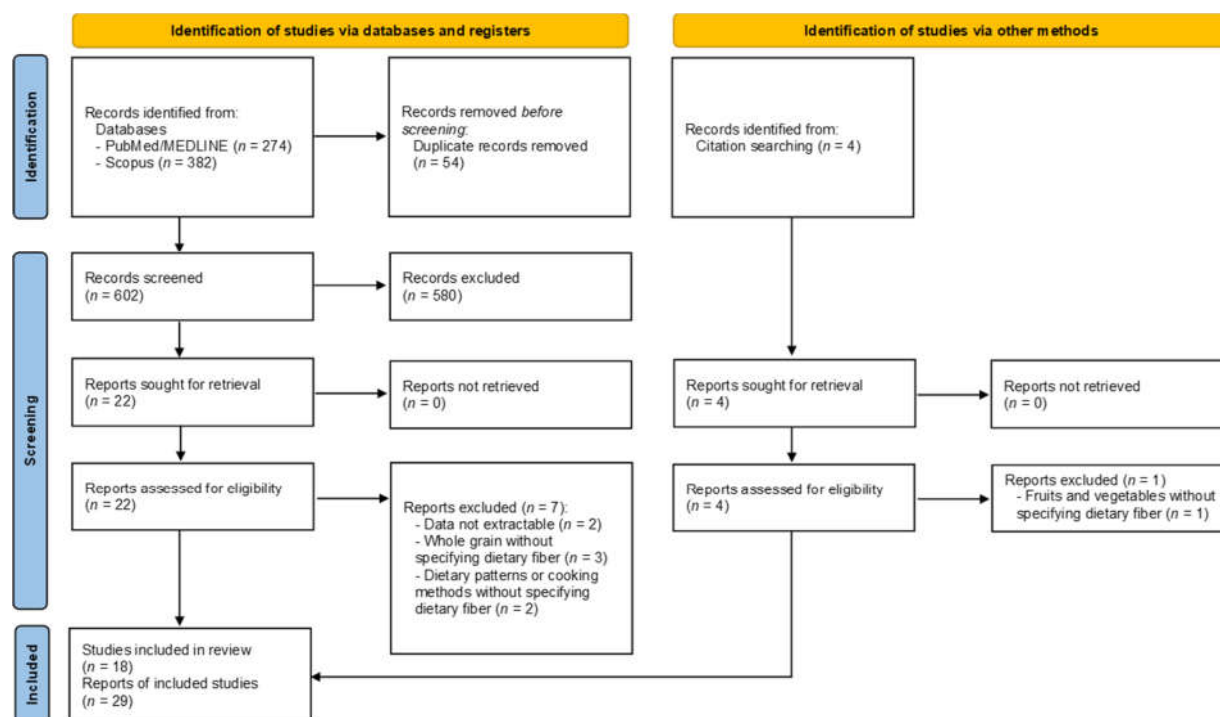 Identification of studies via databases and registers
Identification of studies via other methods
Identification
Records identified from:
Databases
- PubMed/MEDLINE (n = 274)
- Scopus (n = 382)
Records removed before
screening:
Duplicate records removed
(n = 54)
Records identified from:
Citation searching (n = 4)
Screening
Records screened
(n = 602)
Records excluded
(n = 580)
Reports sought for retrieval
(n = 22)
Reports not retrieved
(n = 0)
Reports sought for retrieval
(n = 4)
Reports not retrieved
(n = 0)
Reports assessed for eligibility
(n = 22)
Reports excluded (n = 7):
- Data not extractable (n = 2)
- Whole grain without
specifying dietary fiber (n = 3)
- Dietary patterns or cooking
methods without specifying
dietary fiber (n = 2)
Reports assessed for eligibility
(n = 4)
Reports excluded (n = 1)
- Fruits and vegetables without
specifying dietary fiber (n = 1)
Included
Studies included in review
(n = 18)
Reports of included studies
(n = 29)